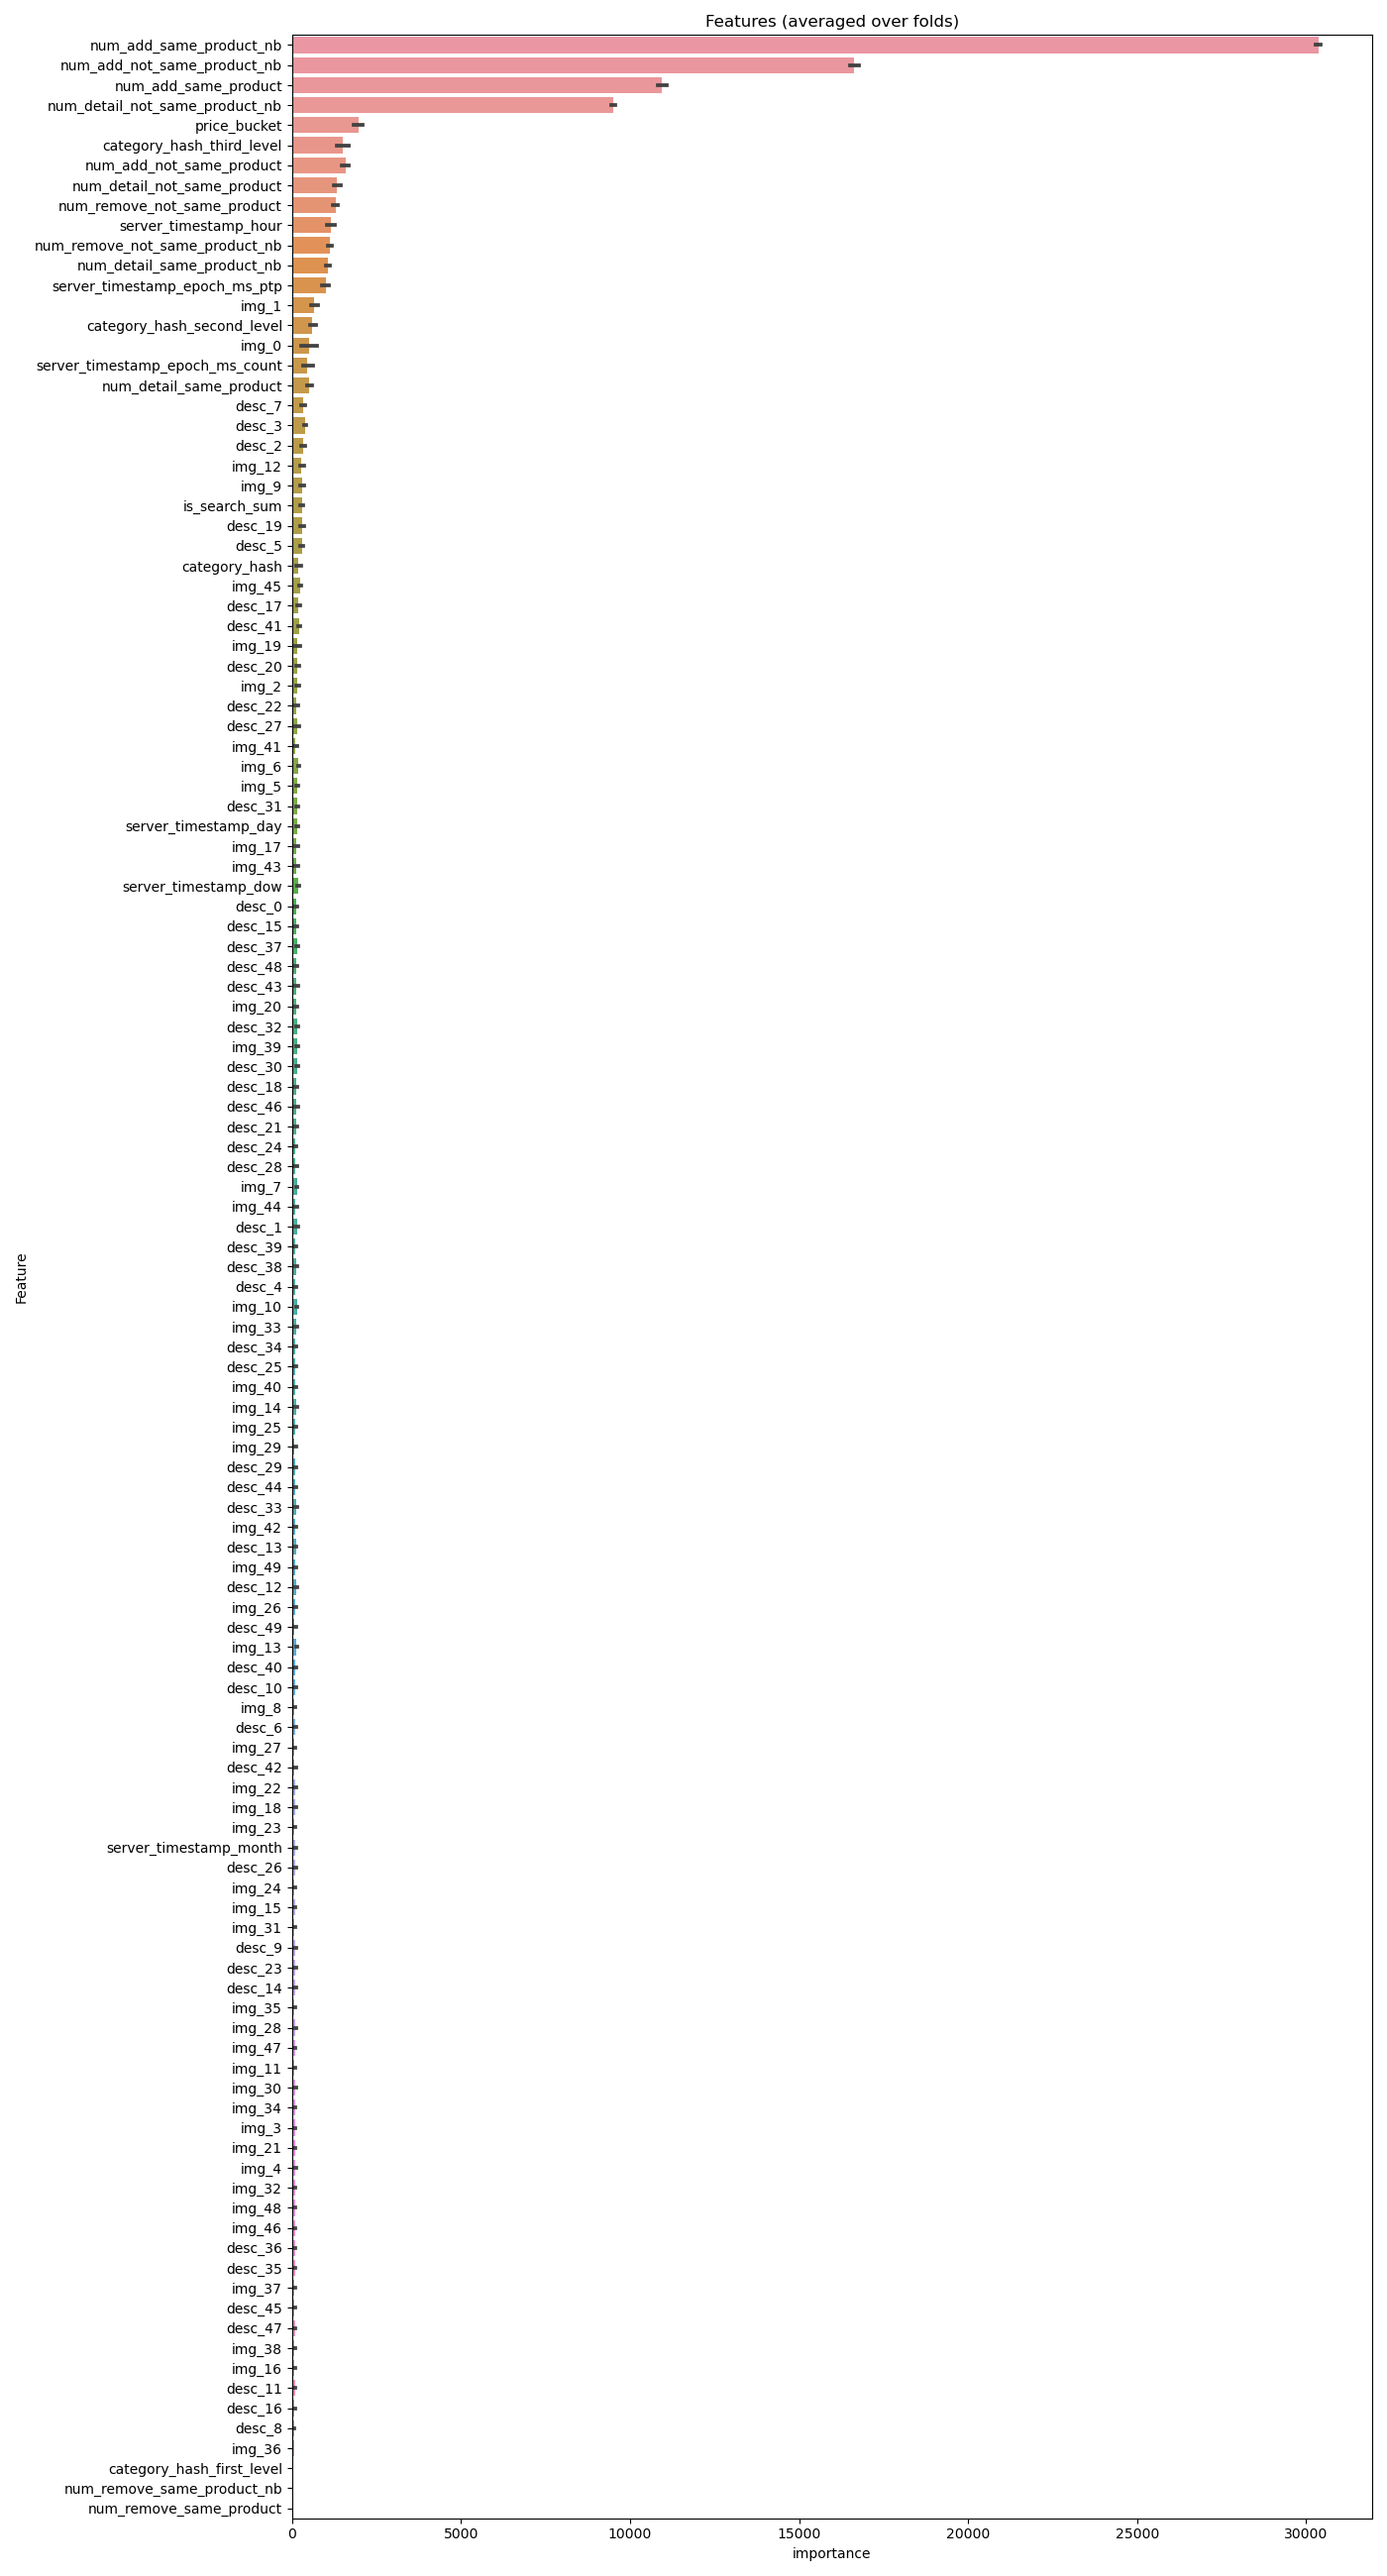 Features (averaged over folds)
num_add_same_product_nb
num_add_not_same_product_nb
num_add_same_product
num_detail_not_same_product_nb
price_bucket
category_hash_third_level
num_add_not_same_product
num_detail_not_same_product
num_remove_not_same_product
server_timestamp_hour
num_remove_not_same_product_nb
num_detail_same_product_nb
server_timestamp_epoch_ms_ptp
img_1
category_hash_second_level
img_0
server_timestamp_epoch_ms_count
num_detail_same_product
desc_7
desc_3
desc_2
img_12
img_9
is_search_sum
desc_19
desc_5
category_hash
img_45
desc_17
desc_41
img_19
desc_20
img_2
desc_22
desc_27
img_41
img_6
img_5
desc_31
server_timestamp_day
img_17
img_43
server_timestamp_dow
desc_0
desc_15
desc_37
desc_48
desc_43
img_20
desc_32
img_39
desc_30
desc_18
desc_46
desc_21
desc_24
desc_28
img_7
img_44
desc_1
desc_39
desc_38
desc_4
img_10
img_33
desc_34
desc_25
img_40
img_14
img_25
img_29
desc_29
desc_44
desc_33
img_42
desc_13
img_49
desc_12
img_26
desc_49
img_13
desc_40
desc_10
img_8
desc_6
img_27
desc_42
img_22
img_18
img_23
server_timestamp_month
desc_26
img_24
img_15
img_31
desc_9
desc_23
desc_14
img_35
img_28
img_47
img_11
img_30
img_34
img_3
img_21
img_4
img_32
img_48
img_46
desc_36
desc_35
img_37
desc_45
desc_47
img_38
img_16
desc_11
desc_16
desc_8
img_36
category_hash_first_level
num_remove_same_product_nb
num_remove_same_product
Feature
0 5000 10000 15000 20000 25000 30000
importance